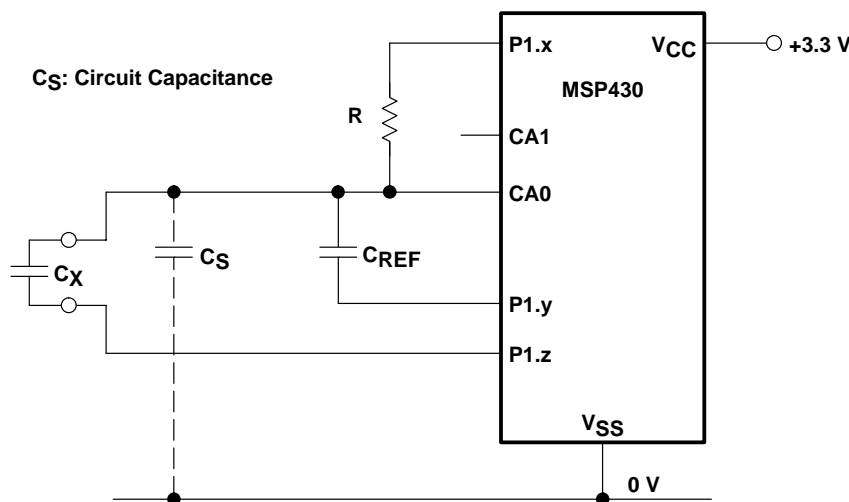 P1.x
VCC
+3.3 V
CS: Circuit Capacitance
MSP430
R
CA1
CA0
CS
CREF
CX
P1.y
P1.z
VSS
0 V